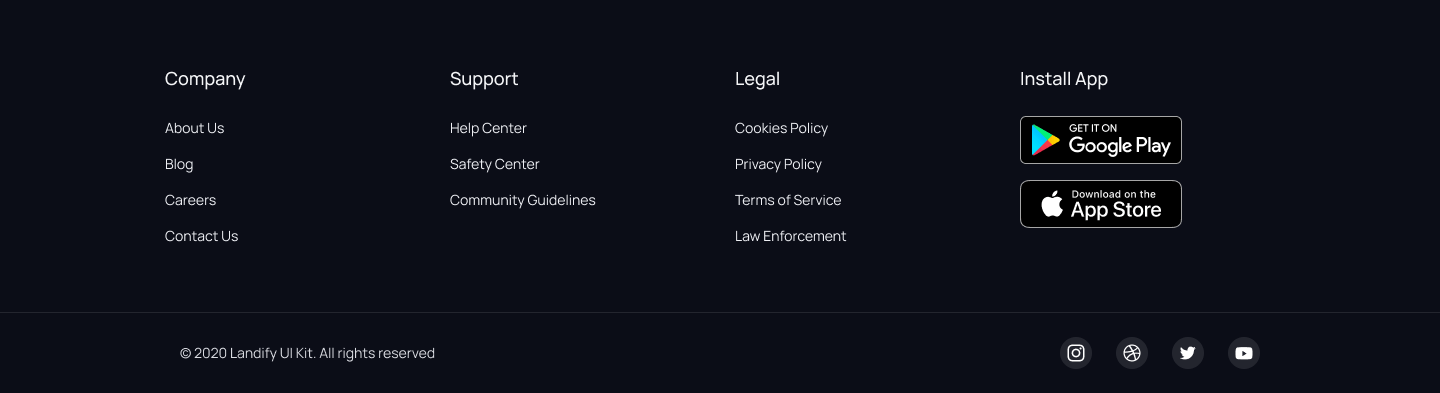 Company
About Us
Blog
Careers
Contact Us
Support
Help Center
Safety Center
Community Guidelines
Legal
Cookies Policy
Privacy Policy
Terms of Service
Law Enforcement
Install App
GET IT ON
Google Play
Download on the
App Store
© 2020 Landify UI Kit. All rights reserved